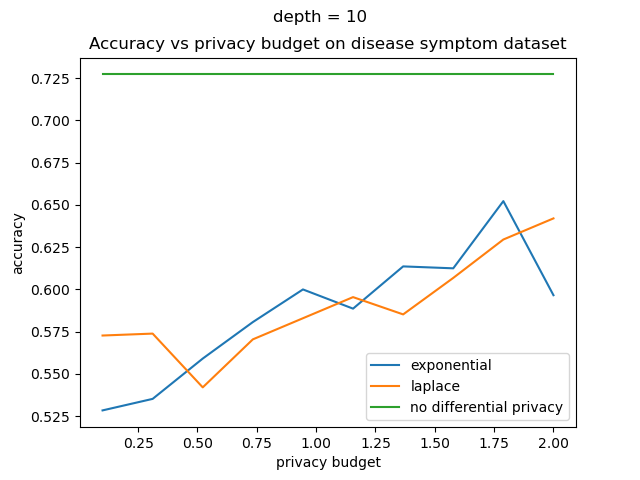 depth = 10
Accuracy vs privacy budget on disease symptom dataset
0.725
0.700
0.675
0.650
0.625
0.600
0.575
0.550
0.525
accuracy
exponential
laplace
no differential privacy
0.25 0.50 0.75 1.00 1.25 1.50 1.75 2.00
privacy budget